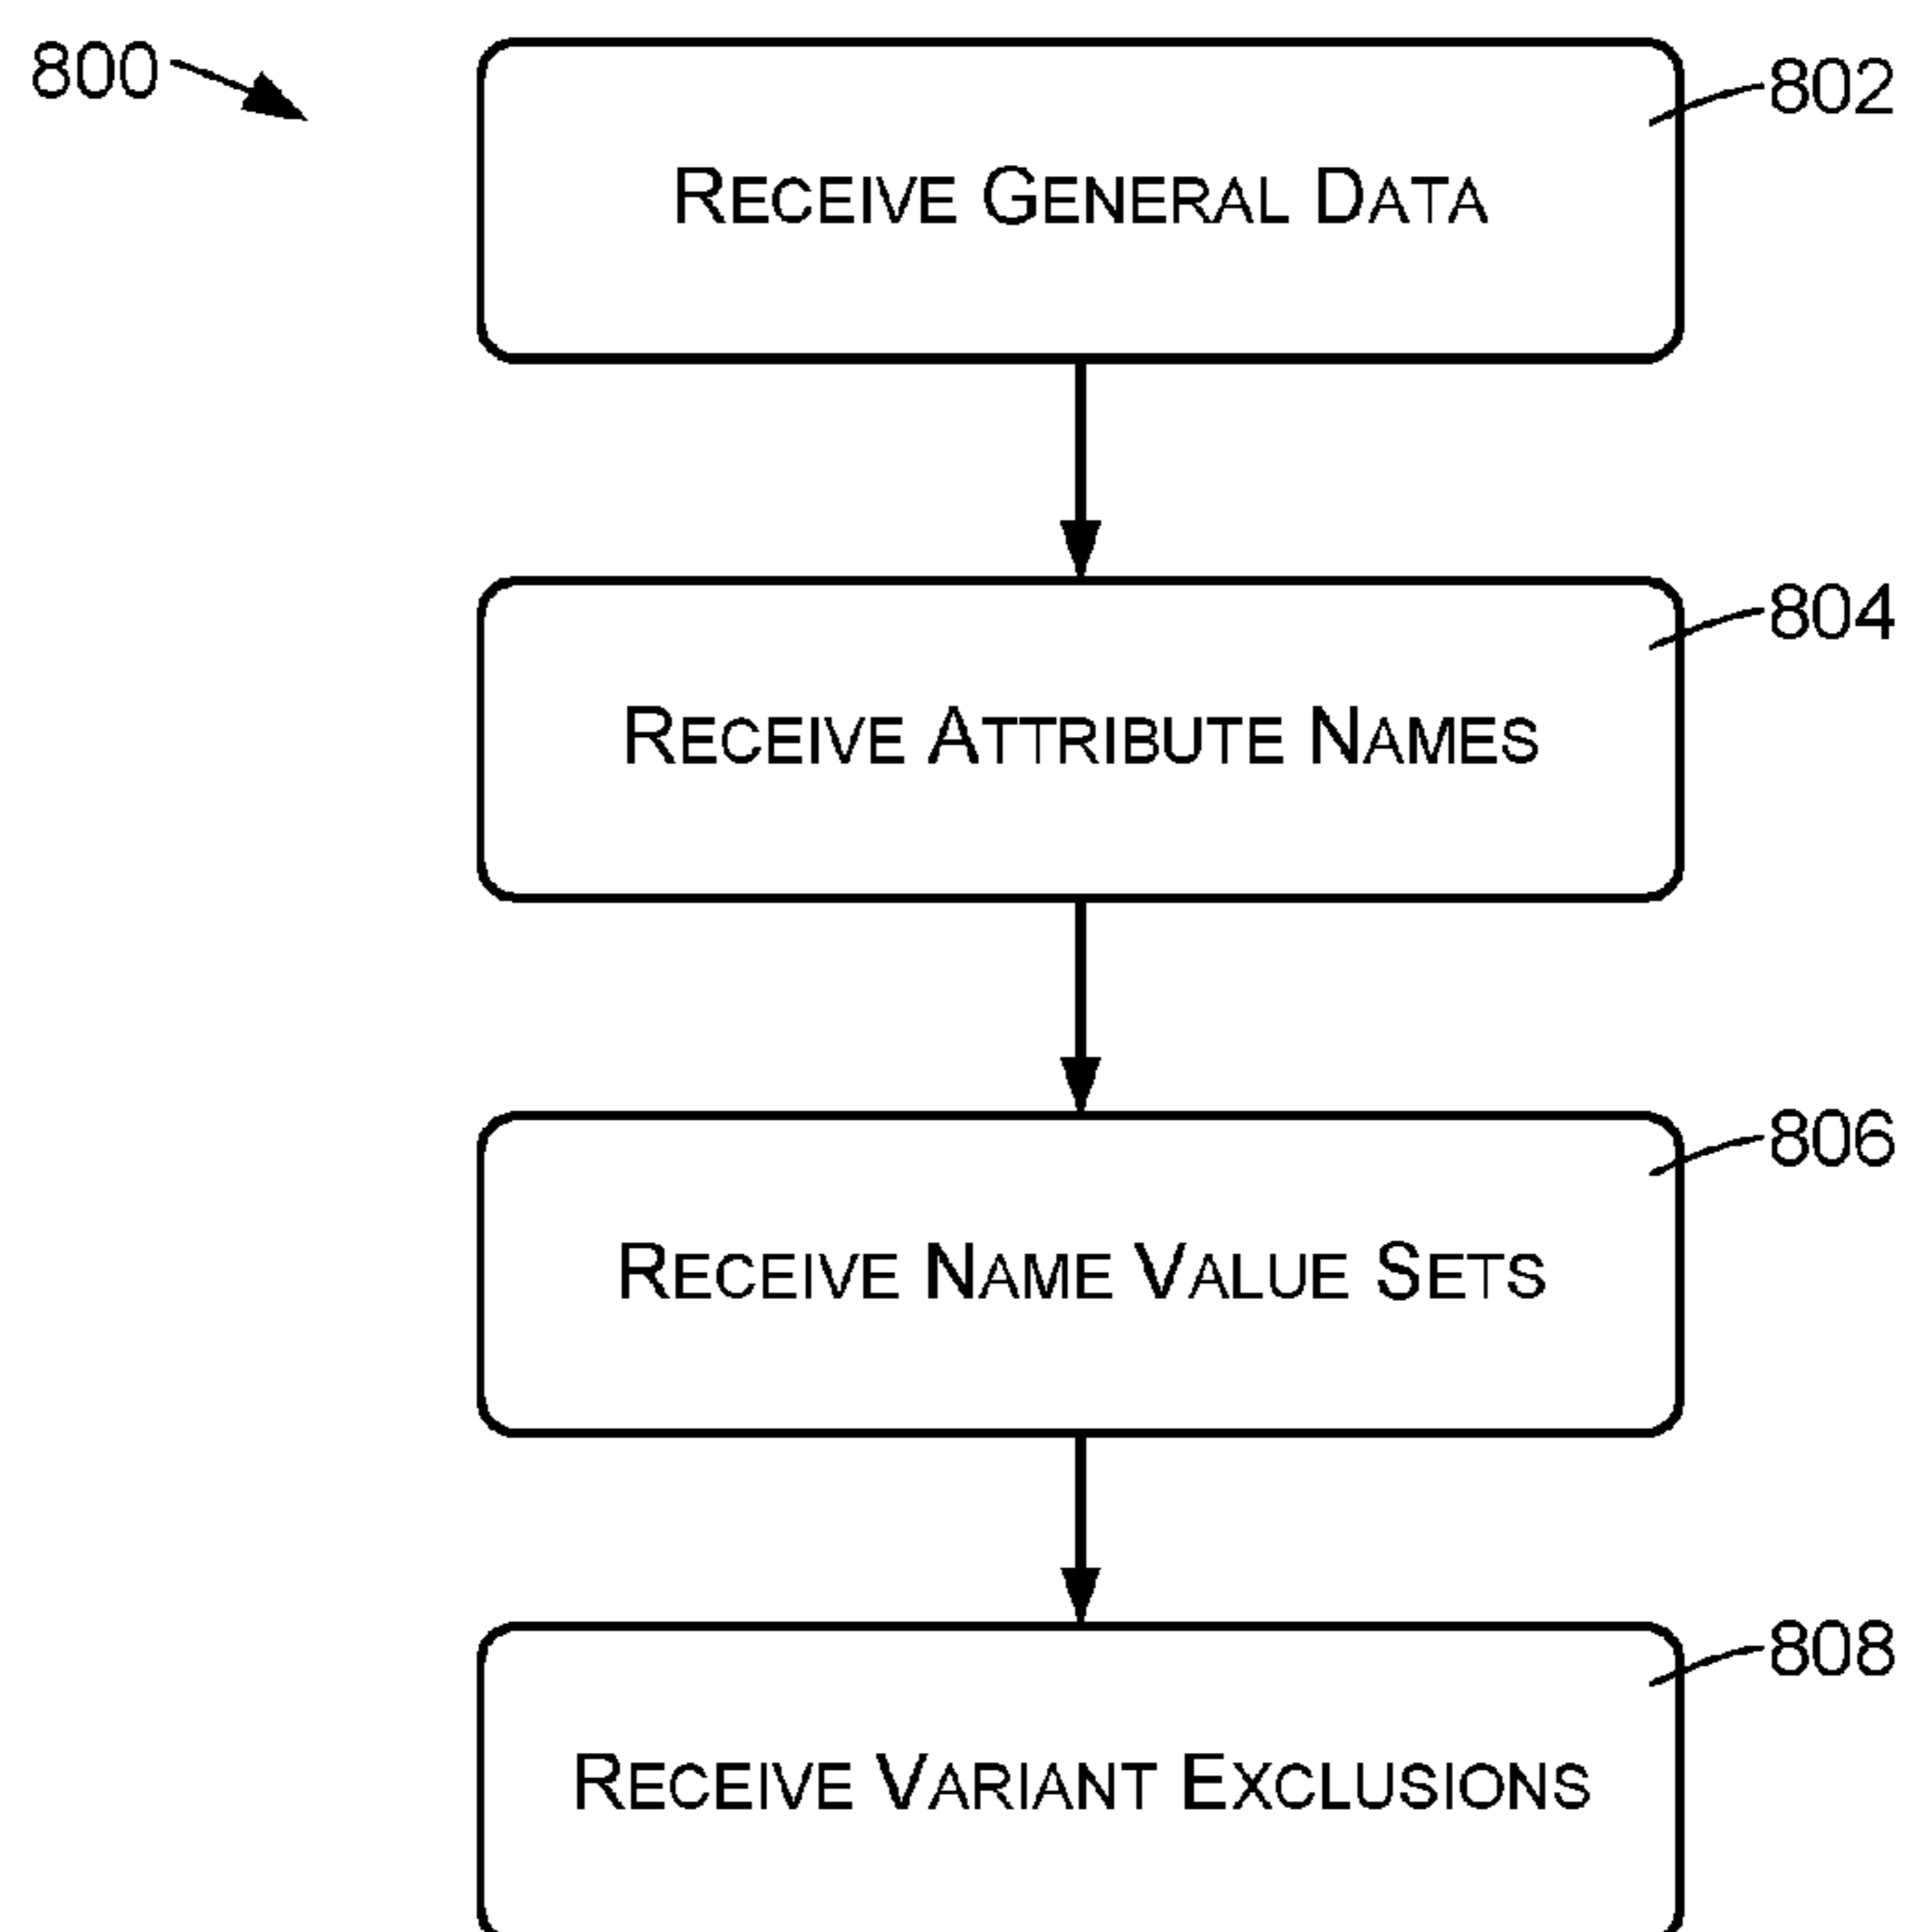 800
802
RECEIVE GENERAL DATA
804
RECEIVE ATTRIBUTE NAMES
806
RECEIVE NAME VALUE SETS
808
RECEIVE VARIANT EXCLUSIONS